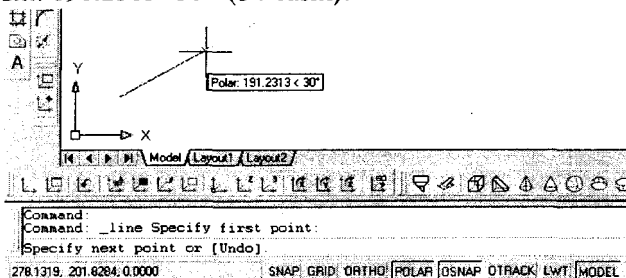 A
Y
Polar: 191.2313 < 30°
X
Model Layout1 Layout2
Command:
Command: _line Specify first point:
Specify next point or [Undo]:
278.1319, 201.8284, 0.0000 SNAP GRID ORTHO POLAR OSNAP OTRACK LWT MODEL